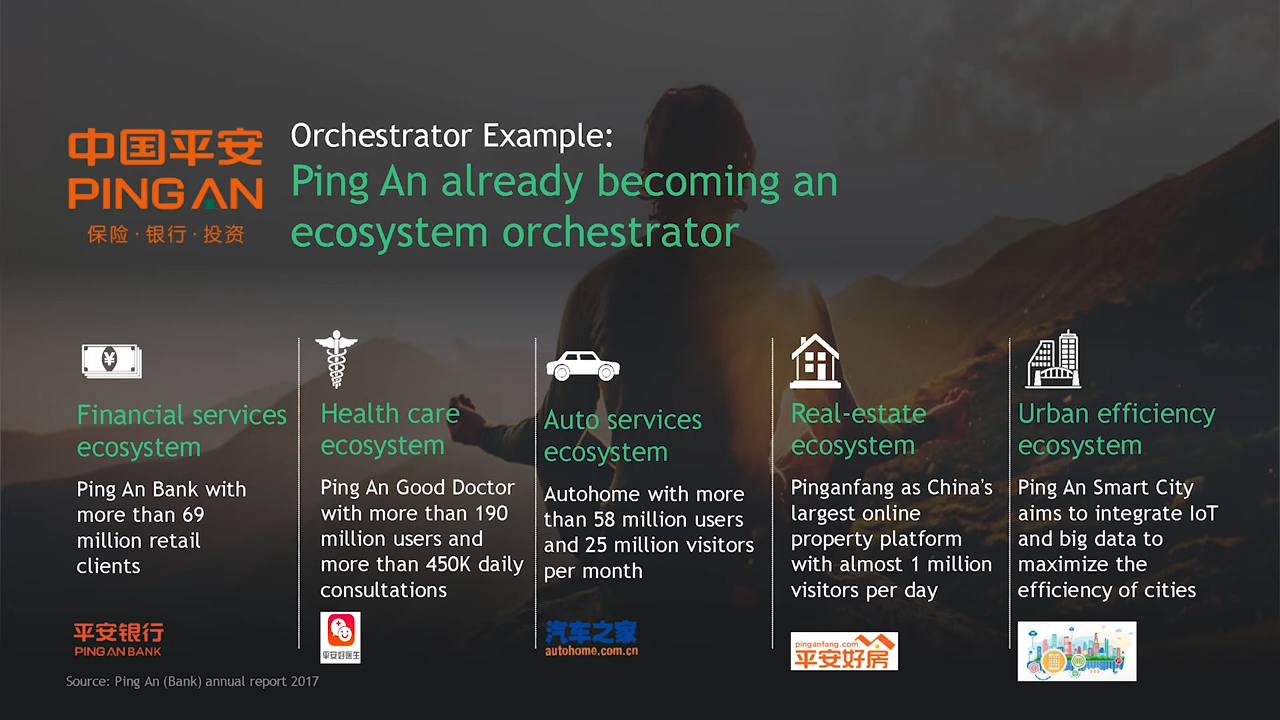 中国平安
PING AN
保险·银行·投资
Orchestrator Example:
Ping An already becoming an
ecosystem orchestrator
¥
Financial services
ecosystem
Ping An Bank with
more than 69
million retail
clients
平安银行
PING AN BANK
Health care
ecosystem
Ping An Good Doctor
with more than 190
million users and
more than 450K daily
consultations
平安好医生
Auto services
ecosystem
Autohome with more
than 58 million users
and 25 million visitors
per month
汽车之家
autohome.com.cn
Real-estate
ecosystem
Pinganfang as China's
largest online
property platform
with almost 1 million
visitors per day
pinganfang.com
平安好房
Urban efficiency
ecosystem
Ping An Smart City
aims to integrate IoT
and big data to
maximize the
efficiency of cities
Source: Ping An (Bank) annual report 2017